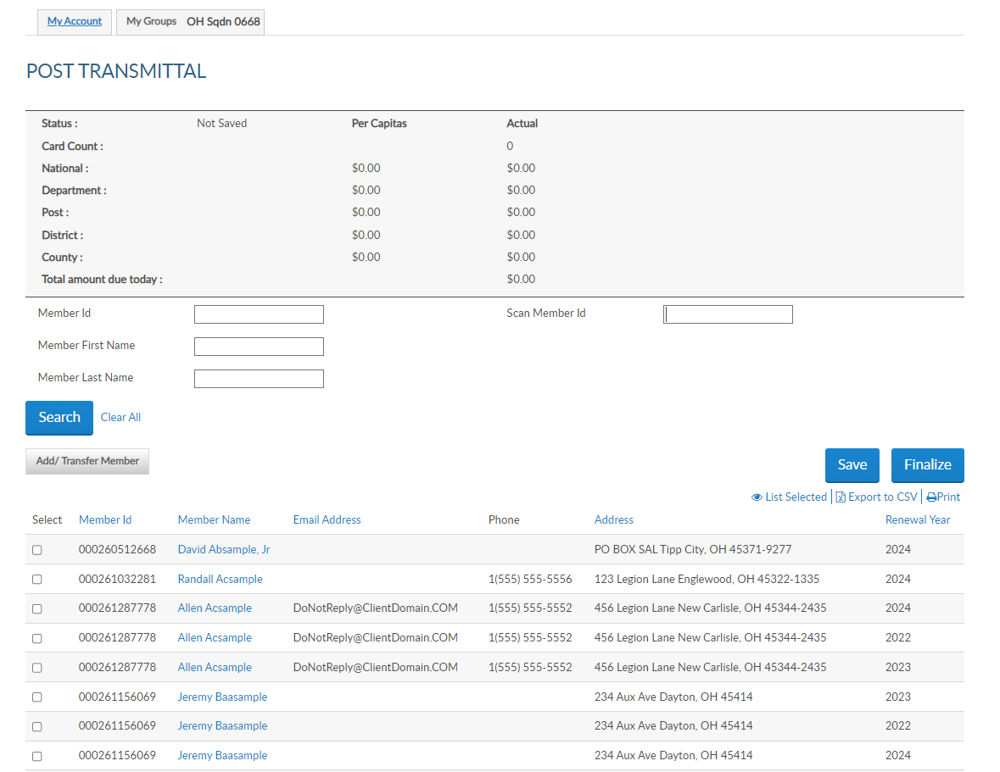 My Account My Groups OH Sqdn 0668
POST TRANSMITTAL
Status : Not Saved Per Capitas Actual
Card Count : 0
National : $0.00 $0.00
Department : $0.00 $0.00
Post : $0.00 $0.00
District : $0.00 $0.00
County : $0.00 $0.00
Total amount due today : $0.00
Member Id Scan Member Id
Member First Name
Member Last Name
Search Clear All
Add/ Transfer Member Save Finalize
List Selected Export to CSV Print
Select Member Id Member Name Email Address Phone Address Renewal Year
000260512668 David Absample, Jr PO BOX SAL Tipp City, OH 45371-9277 2024
000261032281 Randall Acsample 1(555) 555-5556 123 Legion Lane Englewood, OH 45322-1335 2024
000261287778 Allen Acsample DoNotReply@ClientDomain.COM 1(555) 555-5552 456 Legion Lane New Carlisle, OH 45344-2435 2024
000261287778 Allen Acsample DoNotReply@ClientDomain.COM 1(555) 555-5552 456 Legion Lane New Carlisle, OH 45344-2435 2022
000261287778 Allen Acsample DoNotReply@ClientDomain.COM 1(555) 555-5552 456 Legion Lane New Carlisle, OH 45344-2435 2023
000261156069 Jeremy Baasample 234 Aux Ave Dayton, OH 45414 2023
000261156069 Jeremy Baasample 234 Aux Ave Dayton, OH 45414 2022
000261156069 Jeremy Baasample 234 Aux Ave Dayton, OH 45414 2024